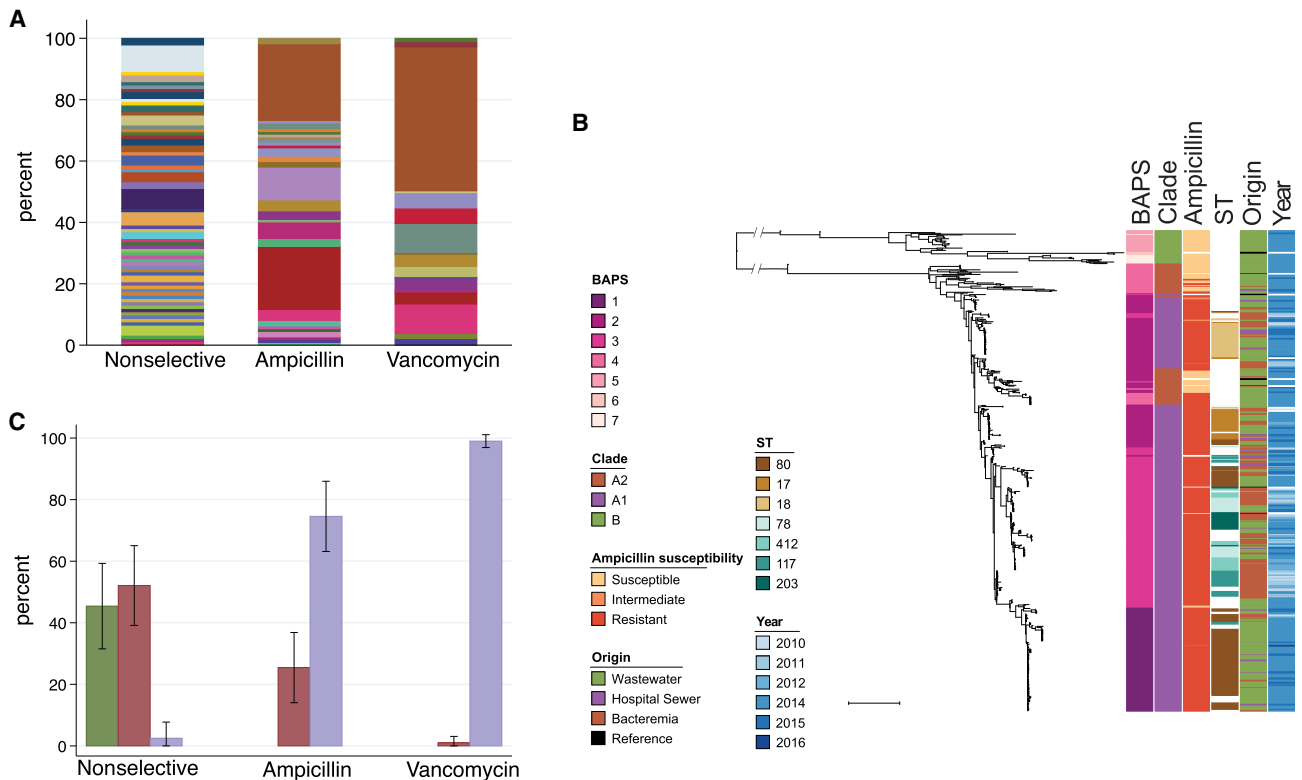 A
100
80
60
40
20
0
percent
Nonselective
Ampicillin
Vancomycin
B
BAPS
Clade
Ampicillin
ST
Origin
Year
BAPS
1
2
3
4
5
6
7
Clade
A2
A1
B
Ampicillin susceptibility
Susceptible
Intermediate
Resistant
Origin
Wastewater
Hospital Sewer
Bacteremia
Reference
ST
80
17
18
78
412
117
203
Year
2010
2011
2012
2014
2015
2016
C
100
80
60
40
20
0
percent
Nonselective
Ampicillin
Vancomycin